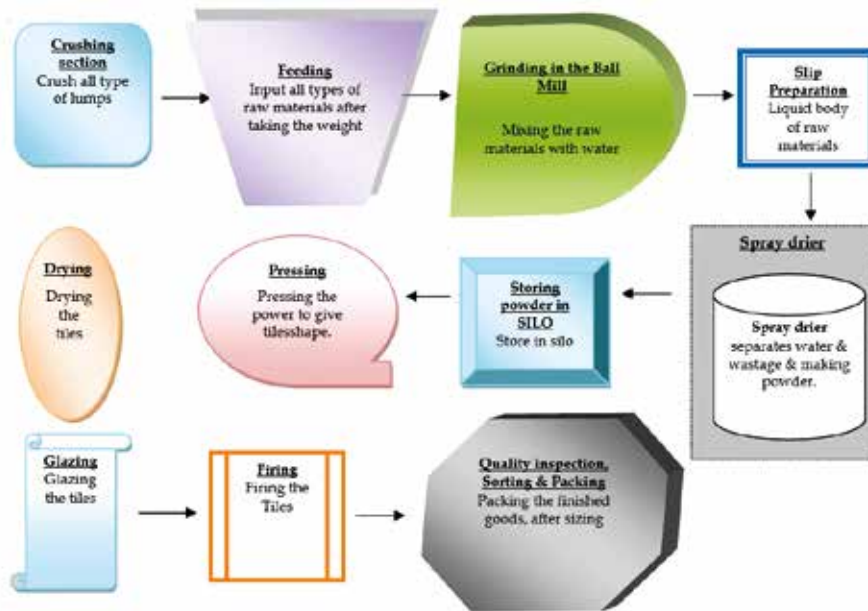 Crushing
section
Crush all type
of lumps
Feeding
Input all types of
raw materials after
taking the weight
Grinding in the Ball
Mill
Mixing the raw
materials with water
Slip
Preparation
Liquid body
of raw
materials
Spray drier
Spray drier
separates water &
wastage & making
powder.
Storing
powder in
SILO
Store in silo
Pressing
Pressing the
power to give
tilesshape.
Drying
Drying
the
tiles
Glazing
Glazing
the tiles
Firing
Firing the
Tiles
Quality inspection,
Sorting & Packing
Packing the finished
goods, after sizing